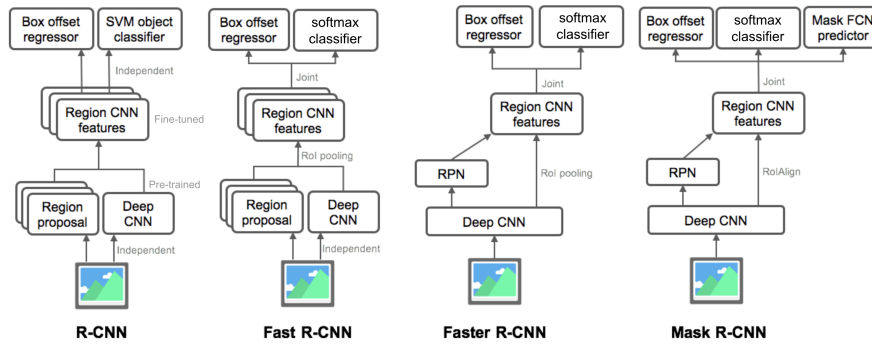 Box offset
regressor
SVM object
classifier
Independent
Region CNN
features
Fine-tuned
Pre-trained
Region
proposal
Deep
CNN
Independent
R-CNN
Box offset
regressor
softmax
classifier
Joint
Region CNN
features
RoI pooling
Region
proposal
Deep
CNN
Independent
Fast R-CNN
Box offset
regressor
softmax
classifier
Joint
Region CNN
features
RPN
RoI pooling
Deep CNN
Faster R-CNN
Box offset
regressor
softmax
classifier
Mask FCN
predictor
Joint
Region CNN
features
RPN
RoIAlign
Deep CNN
Mask R-CNN